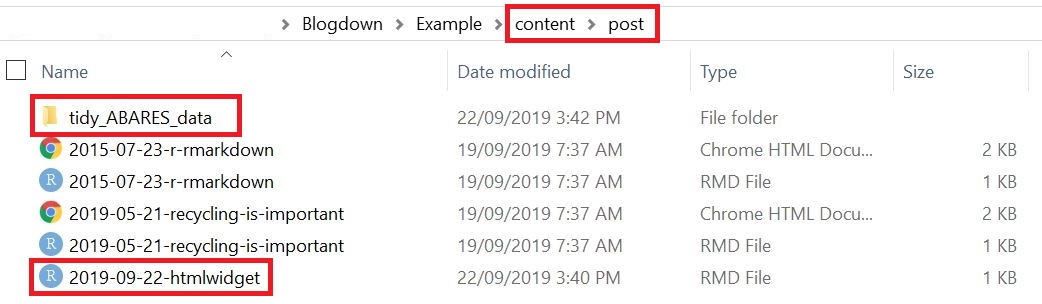 Blogdown > Example > content > post
Name Date modified Type Size
tidy_ABARES_data 22/09/2019 3:42 PM File folder
2015-07-23-r-rmarkdown 19/09/2019 7:37 AM Chrome HTML Docu... 2 KB
R 2015-07-23-r-rmarkdown 19/09/2019 7:37 AM RMD File 1 KB
2019-05-21-recycling-is-important 19/09/2019 7:37 AM Chrome HTML Docu... 2 KB
R 2019-05-21-recycling-is-important 19/09/2019 7:37 AM RMD File 1 KB
R 2019-09-22-htmlwidget 22/09/2019 3:40 PM RMD File 1 KB